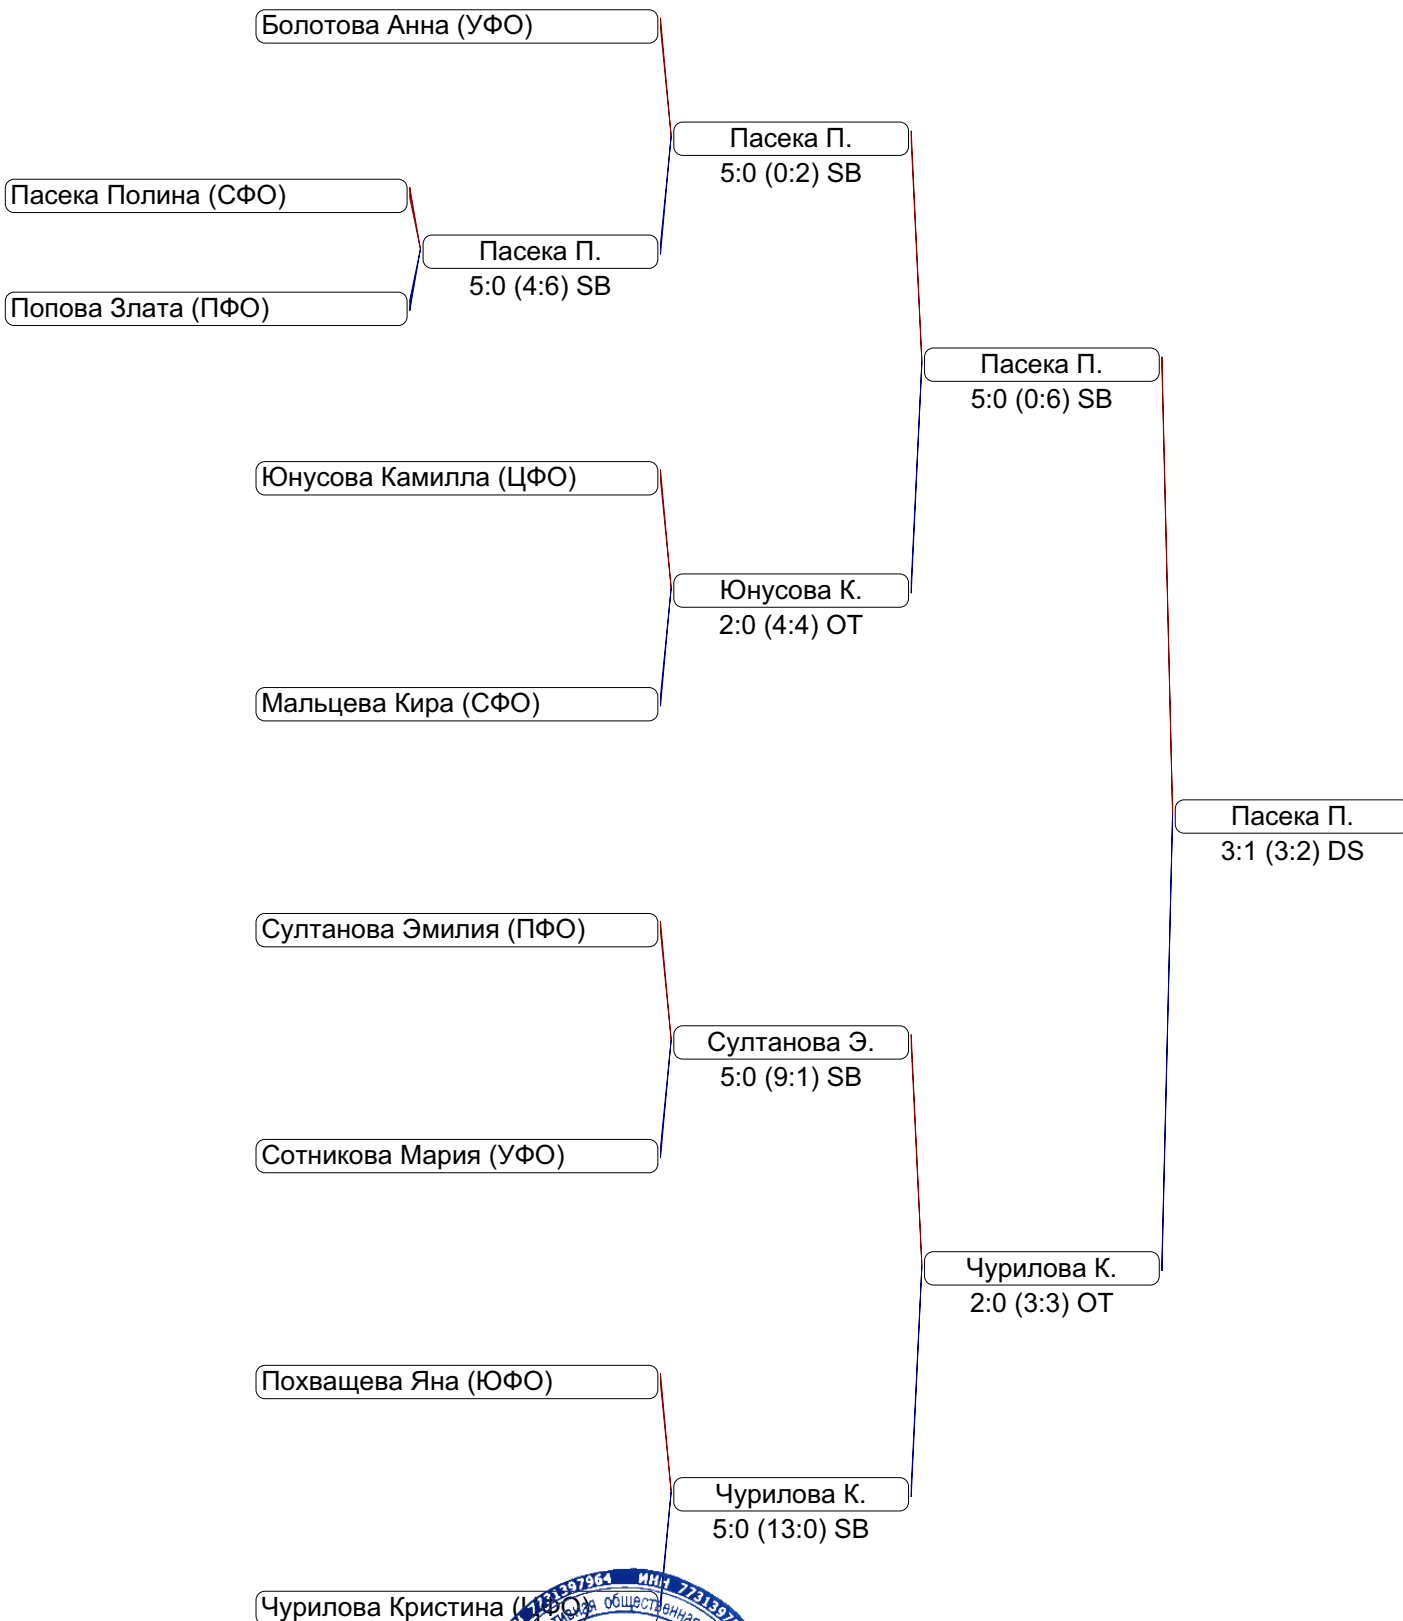 Болотова Анна (УФО)
Пасека П.
5:0 (0:2) SB
Пасека Полина (СФО)
Пасека П.
5:0 (4:6) SB
Попова Злата (ПФО)
Пасека П.
5:0 (0:6) SB
Юнусова Камилла (ЦФО)
Юнусова К.
2:0 (4:4) OT
Мальцева Кира (СФО)
Пасека П.
3:1 (3:2) DS
Султанова Эмилия (ПФО)
Султанова Э.
5:0 (9:1) SB
Сотникова Мария (УФО)
Чурилова К.
2:0 (3:3) OT
Похващева Яна (ЮФО)
Чурилова К.
5:0 (13:0) SB
Чурилова Кристина (ЦФО)
ИНН
общественная